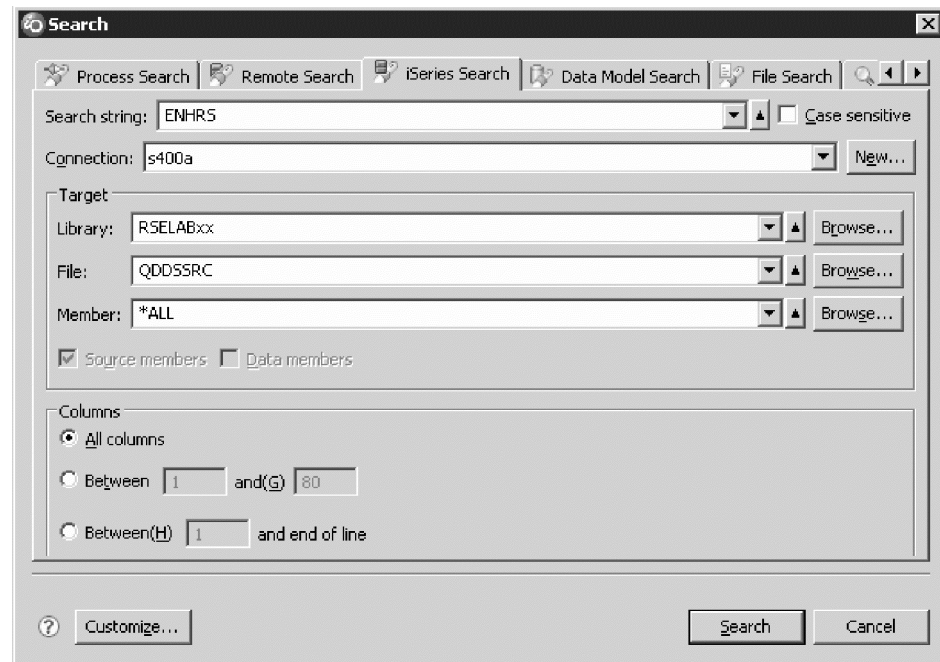 Search
Process Search Remote Search iSeries Search Data Model Search File Search
Search string: ENHRS Case sensitive
Connection: s400a New...
Target
Library: RSELABxx Browse...
File: QDDSSRC Browse...
Member: *ALL Browse...
Source members Data members
Columns
All columns
Between 1 and(G) 80
Between(H) 1 and end of line
? Customize... Search Cancel